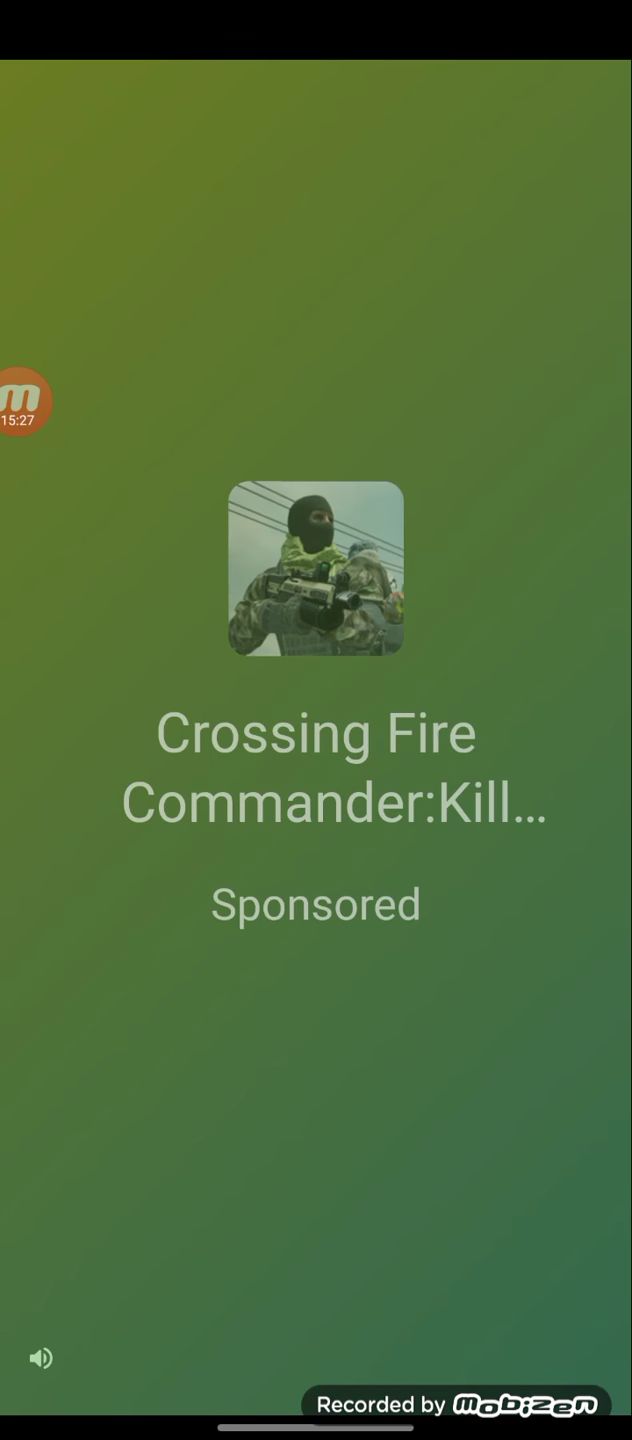 m
15:27
Crossing Fire
Commander:Kill...
Sponsored
Recorded by mobizen